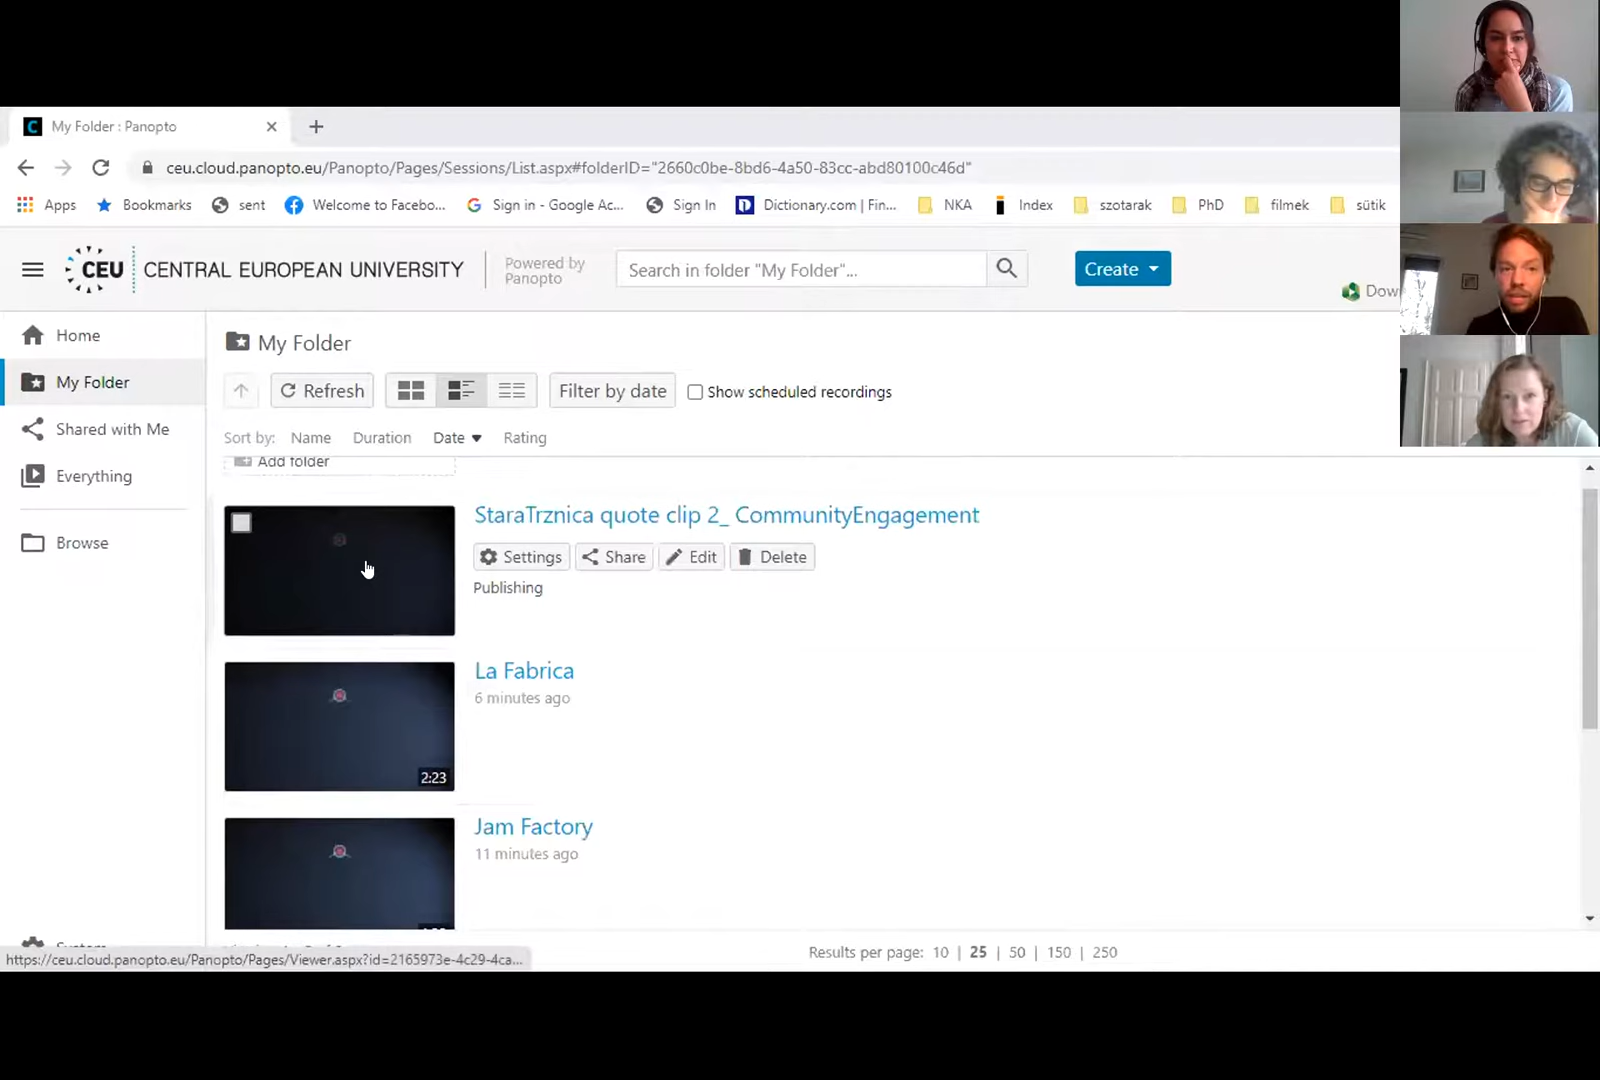 My Folder : Panopto
ceu.cloud.panopto.eu/Panopto/Pages/Sessions/List.aspx#folderID="2660c0be-8bd6-4a50-83cc-abd80100c46d"
Apps Bookmarks sent Welcome to Facebo... Sign in - Google Ac... Sign In Dictionary.com | Fin... NKA Index szotarak PhD filmek sütik
CEU CENTRAL EUROPEAN UNIVERSITY
Powered by
Panopto
Search in folder "My Folder"...
Create
Dow
Home
My Folder
Shared with Me
Everything
Browse
My Folder
Refresh Filter by date Show scheduled recordings
Sort by: Name Duration Date Rating
Add folder
StaraTrznica quote clip 2_ CommunityEngagement
Settings Share Edit Delete
Publishing
La Fabrica
6 minutes ago
2:23
Jam Factory
11 minutes ago
System
https://ceu.cloud.panopto.eu/Panopto/Pages/Viewer.aspx?id=2165973e-4c29-4ca...
Results per page: 10 | 25 | 50 | 150 | 250